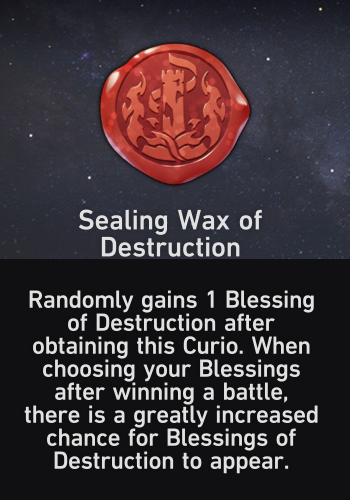 Sealing Wax of
Destruction
Randomly gains 1 Blessing
of Destruction after
obtaining this Curio. When
choosing your Blessings
after winning a battle,
there is a greatly increased
chance for Blessings of
Destruction to appear.